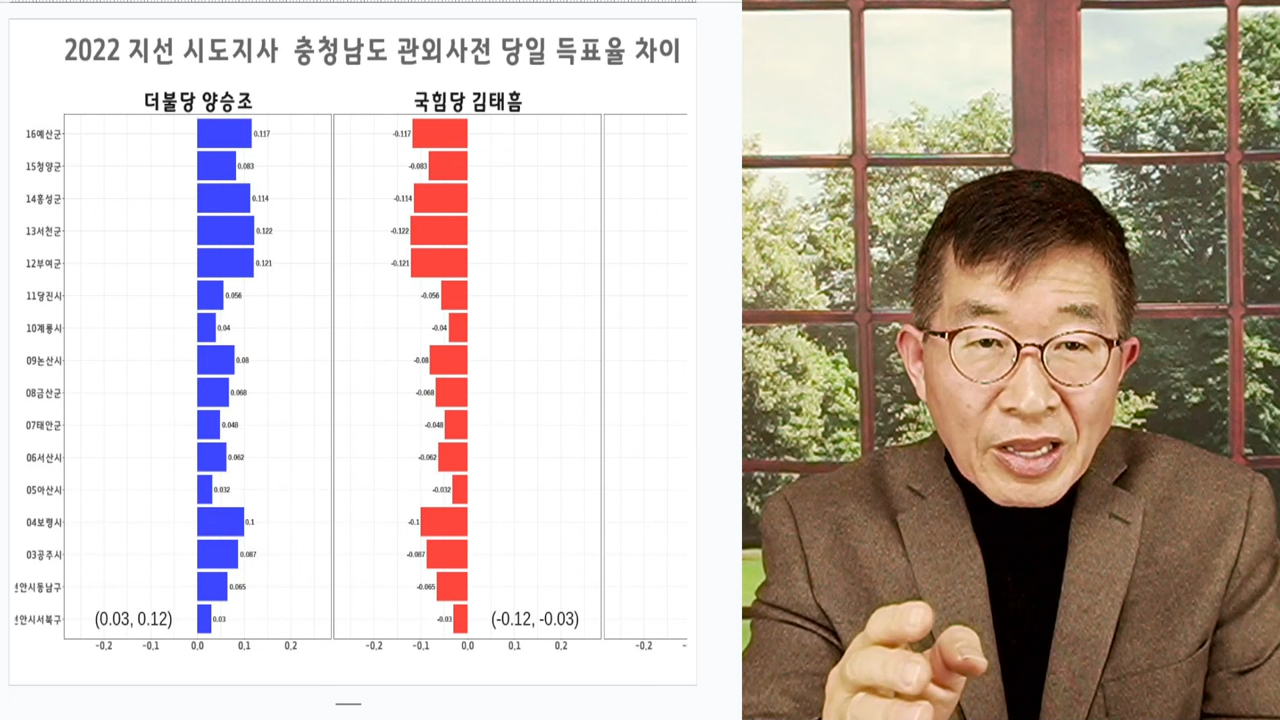 2022 지선 시도지사 충청남도 관외사전 당일 득표율 차이
더불당 양승조 국힘당 김태흠
16예산군 0.117 -0.117
15청양군 0.083 -0.083
14홍성군 0.114 -0.114
13서천군 0.122 -0.122
12부여군 0.121 -0.121
11당진시 0.056 -0.056
10계룡시 0.04 -0.04
09논산시 0.08 -0.08
08금산군 0.068 -0.068
07태안군 0.048 -0.048
06서산시 0.062 -0.062
05아산시 0.032 -0.032
04보령시 0.1 -0.1
03공주시 0.087 -0.087
안시동남구 0.065 -0.065
안시서북구 (0.03, 0.12) 0.03 -0.03 (-0.12, -0.03)
-0,2 -0,1 0,0 0,1 0,2 -0,2 -0,1 0,0 0,1 0,2 -0,2